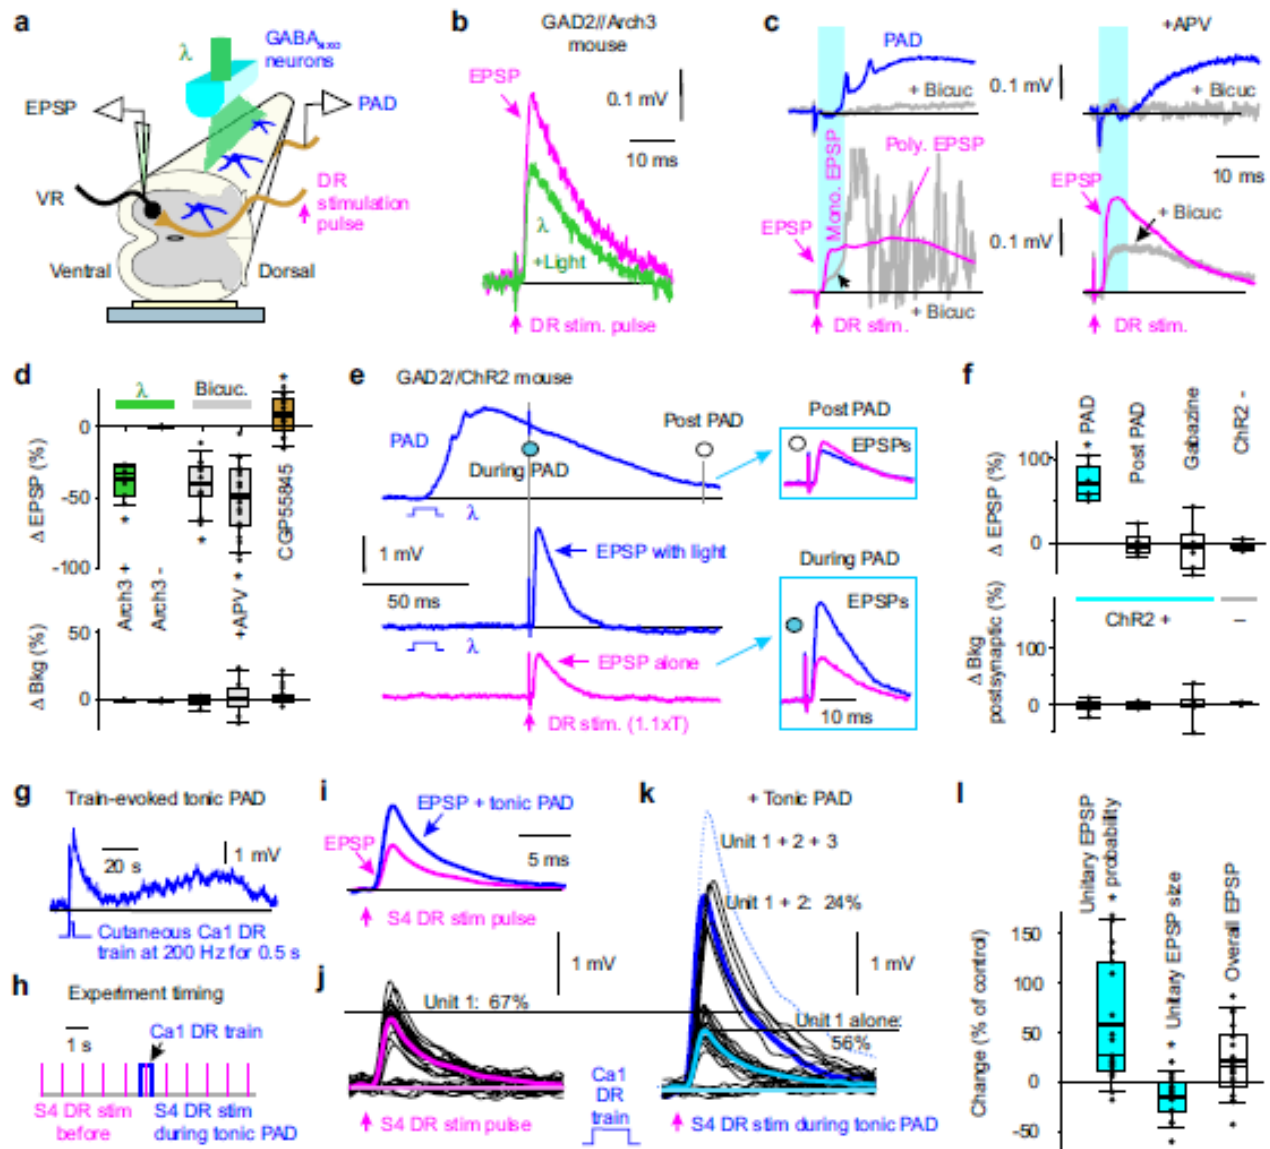 a
λ
GABAaxo
neurons
EPSP
PAD
VR
DR
stimulation
pulse
Ventral
Dorsal
b
GAD2//Arch3
mouse
EPSP
0.1 mV
10 ms
λ
+Light
DR stim. pulse
c
PAD
+ Bicuc
0.1 mV
Mono. EPSP
Poly. EPSP
EPSP
0.1 mV
+ Bicuc
DR stim.
+APV
+ Bicuc
10 ms
EPSP
+ Bicuc
DR stim.
d
λ
Bicuc.
Δ EPSP (%)
0
-50
-100
Arch3 +
Arch3 -
+APV +
CGP55845
Δ Bkg (%)
50
0
e
GAD2//ChR2 mouse
PAD
During PAD
Post PAD
λ
1 mV
50 ms
EPSP with light
λ
EPSP alone
DR stim. (1.1xT)
Post PAD
EPSPs
During PAD
EPSPs
10 ms
f
+ PAD
Post PAD
Gabazine
ChR2 -
Δ EPSP (%)
100
0
ChR2 +
–
Δ Bkg
postsynaptic (%)
100
0
g
Train-evoked tonic PAD
20 s
1 mV
Cutaneous Ca1 DR
train at 200 Hz for 0.5 s
h
Experiment timing
1 s
Ca1 DR train
S4 DR stim
before
S4 DR stim
during tonic PAD
i
EPSP + tonic PAD
EPSP
5 ms
S4 DR stim pulse
1 mV
j
Unit 1: 67%
S4 DR stim pulse
Ca1
DR
train
k
+ Tonic PAD
Unit 1 + 2 + 3
Unit 1 + 2: 24%
1 mV
Unit 1 alone:
56%
S4 DR stim during tonic PAD
l
Unitary EPSP
probability
Unitary EPSP size
Overall EPSP
Change (% of control)
150
100
50
0
-50